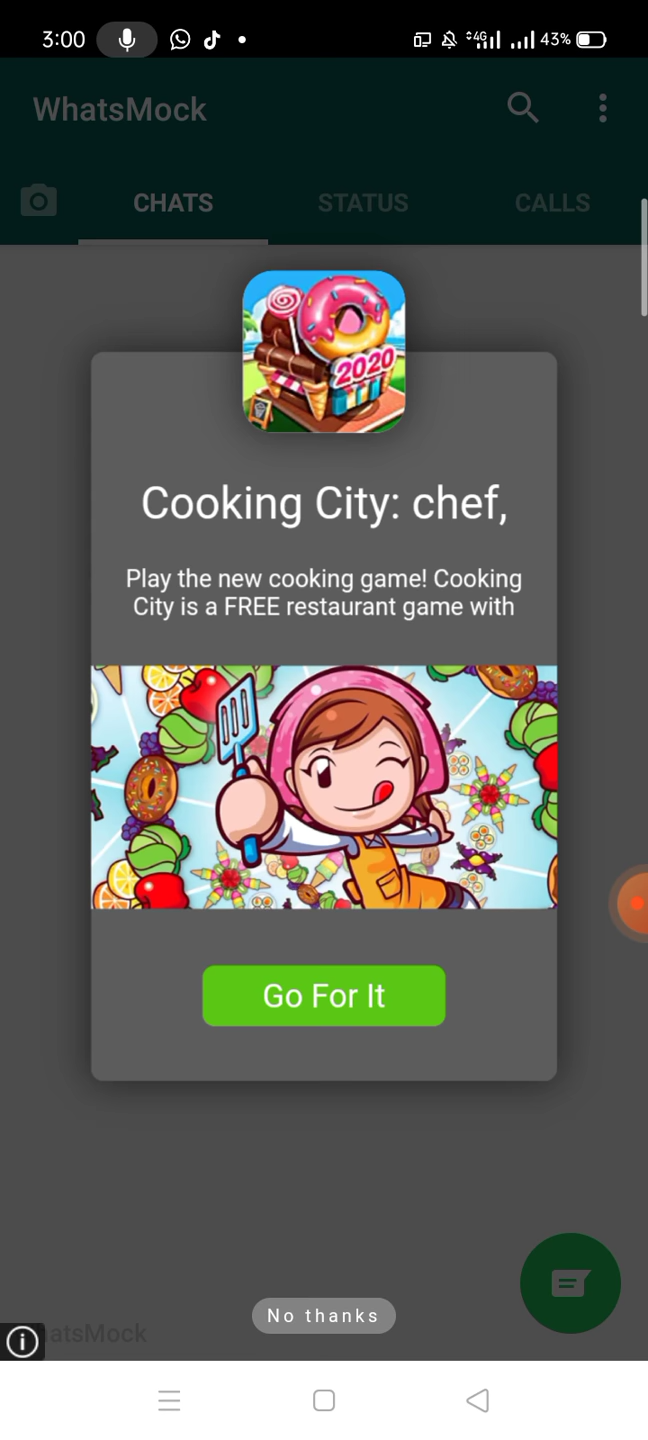 3:00
4G
43%
WhatsMock
CHATS
STATUS
CALLS
2020
Cooking City: chef,
Play the new cooking game! Cooking
City is a FREE restaurant game with
Go For It
No thanks
atsMock